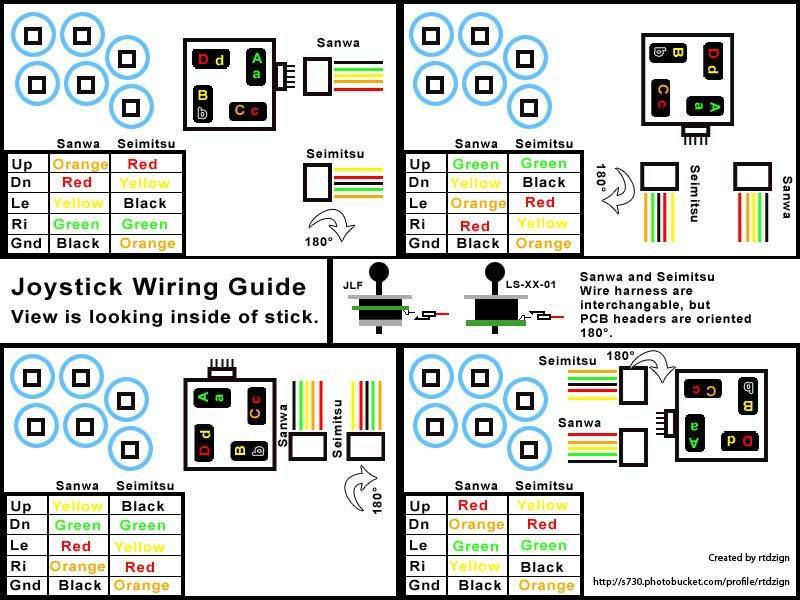 D d
A
a
B
b
C c
Sanwa
Seimitsu
180°
Sanwa Seimitsu
Up Orange Red
Dn Red Yellow
Le Yellow Black
Ri Green Green
Gnd Black Orange
b B
D d
C c
A a
180°
Seimitsu
Sanwa
Sanwa Seimitsu
Up Green Green
Dn Yellow Black
Le Orange Red
Ri Red Yellow
Gnd Black Orange
Joystick Wiring Guide
View is looking inside of stick.
JLF
LS-XX-01
Sanwa and Seimitsu
Wire harness are
interchangable, but
PCB headers are oriented
180°.
A a
C c
D d
B b
Sanwa
Seimitsu
180°
Sanwa Seimitsu
Up Yellow Black
Dn Green Green
Le Red Yellow
Ri Orange Red
Gnd Black Orange
Seimitsu
180°
Sanwa
C c
b B
A a
D d
Sanwa Seimitsu
Up Red Yellow
Dn Orange Red
Le Green Green
Ri Yellow Black
Gnd Black Orange
Created by rtdzign
http://s730.photobucket.com/profile/rtdzign